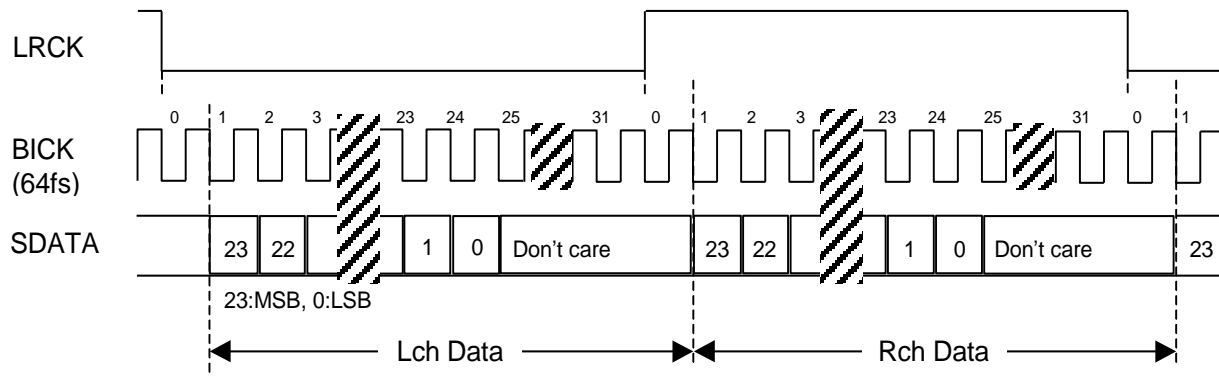 LRCK
0 1 2 3 23 24 25 31 0 1 2 3 23 24 25 31 0 1
BICK
(64fs)
SDATA 23 22 1 0 Don't care 23 22 1 0 Don't care 23
23:MSB, 0:LSB
Lch Data Rch Data